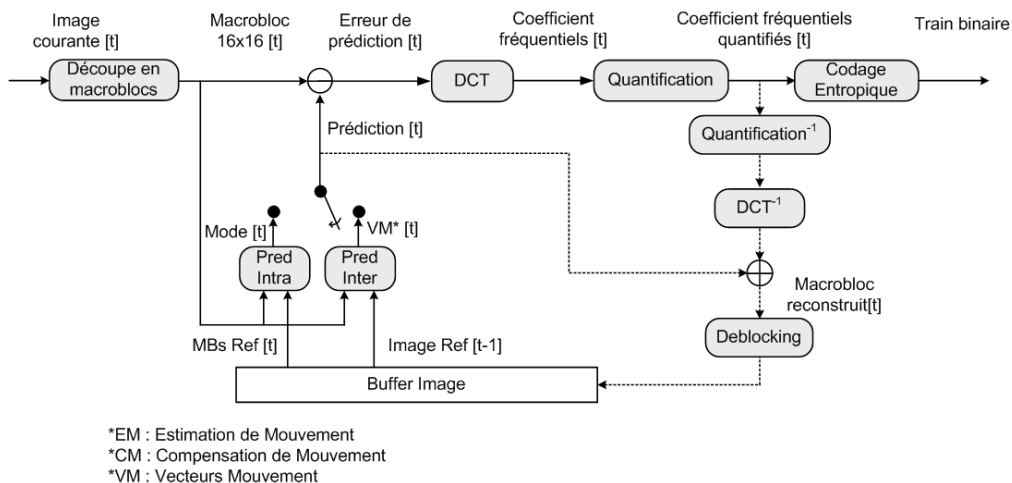 Image
courante [t]
Macrobloc
16x16 [t]
Erreur de
prédiction [t]
Coefficient
fréquentiels [t]
Coefficient fréquentiels
quantifiés [t]
Train binaire
Découpe en
macroblocs
DCT
Quantification
Codage
Entropique
Prédiction [t]
Quantification-1
DCT-1
Mode [t]
VM* [t]
Pred
Intra
Pred
Inter
Macrobloc
reconstruit[t]
Deblocking
MBs Ref [t]
Image Ref [t-1]
Buffer Image
*EM : Estimation de Mouvement
*CM : Compensation de Mouvement
*VM : Vecteurs Mouvement